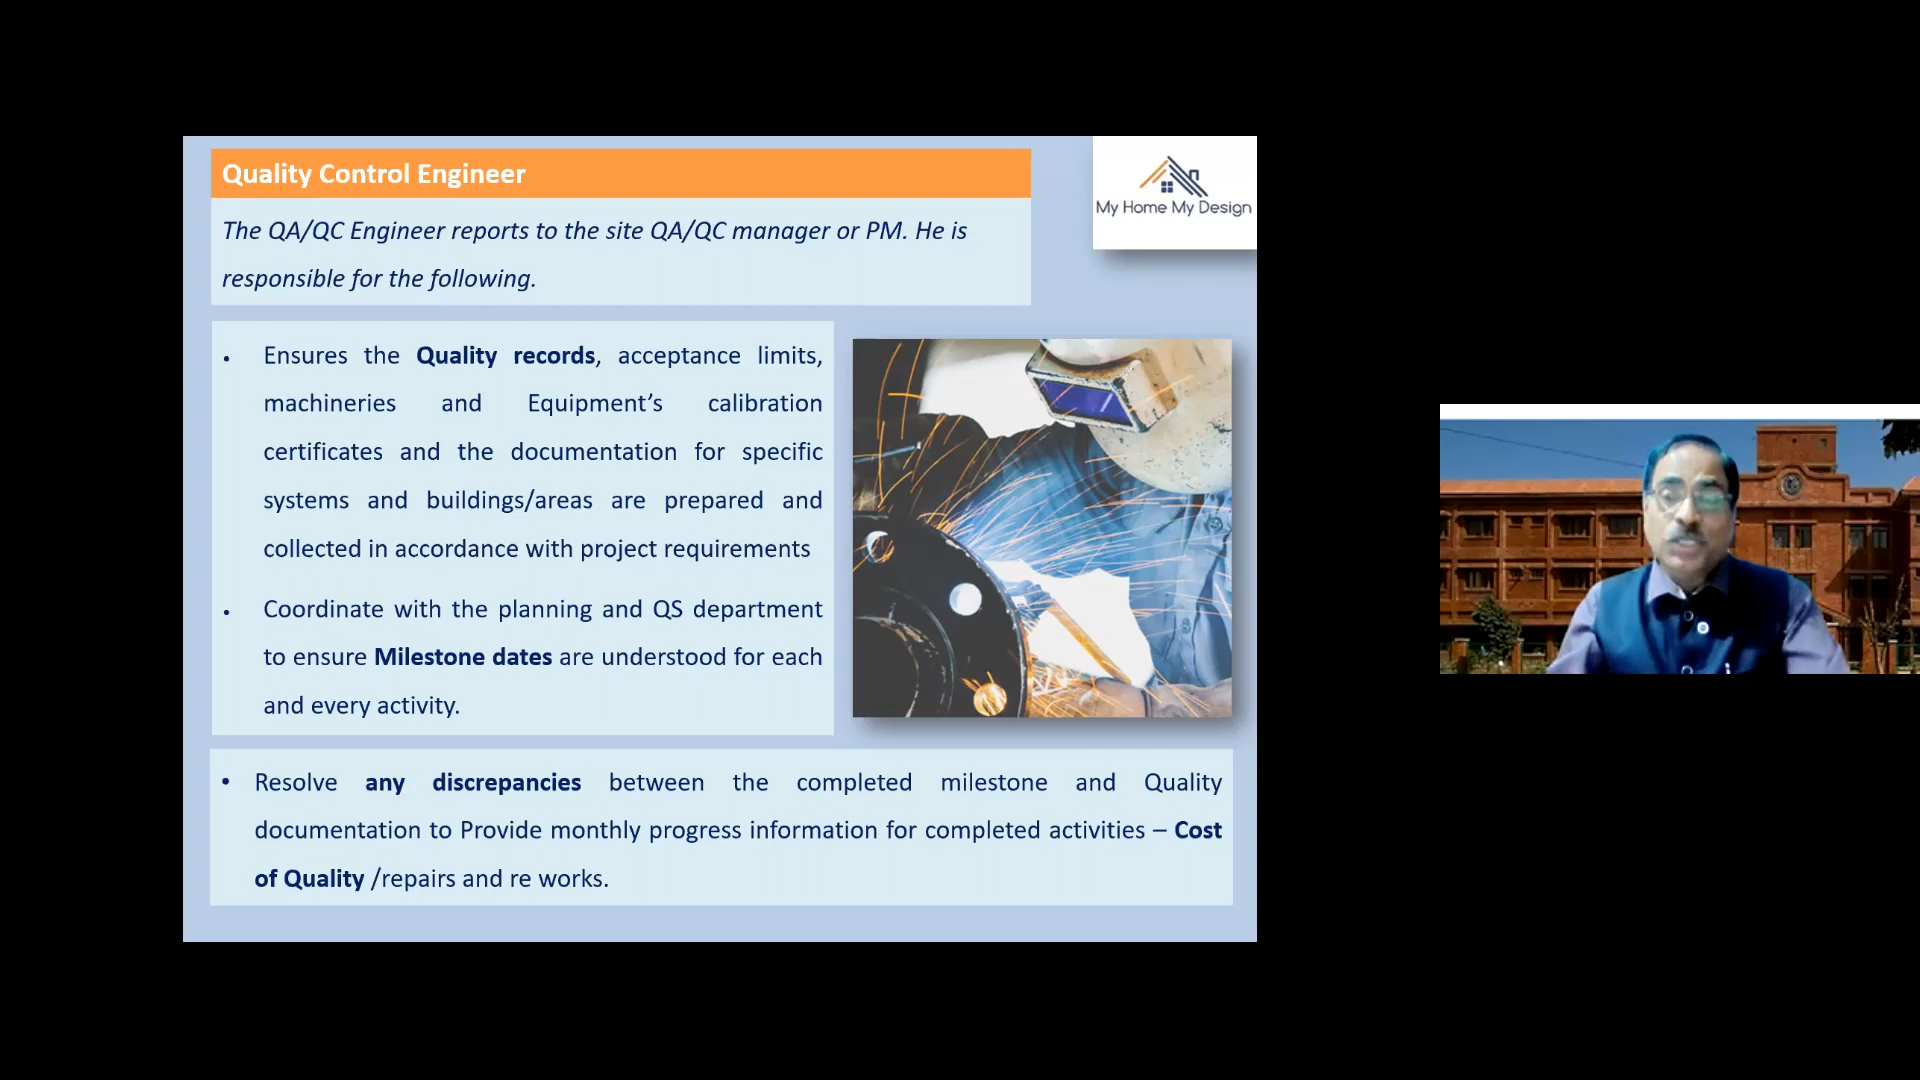 Quality Control Engineer
My Home My Design
The QA/QC Engineer reports to the site QA/QC manager or PM. He is
responsible for the following.
• Ensures the Quality records, acceptance limits,
machineries and Equipment’s calibration
certificates and the documentation for specific
systems and buildings/areas are prepared and
collected in accordance with project requirements
• Coordinate with the planning and QS department
to ensure Milestone dates are understood for each
and every activity.
• Resolve any discrepancies between the completed milestone and Quality
documentation to Provide monthly progress information for completed activities – Cost
of Quality /repairs and re works.